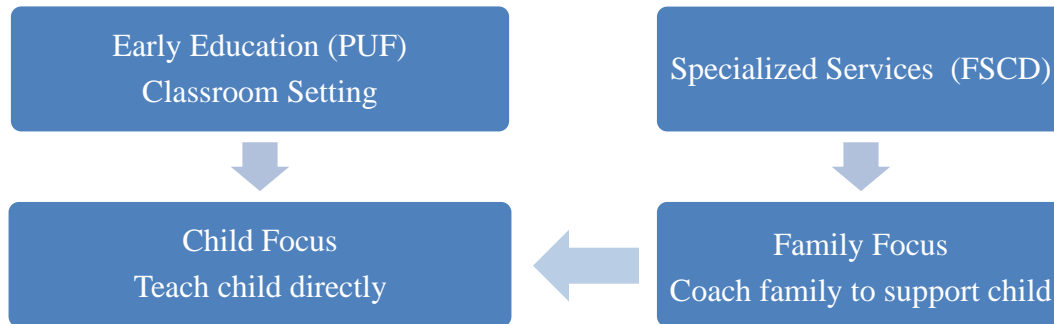 Early Education (PUF)
Classroom Setting
Specialized Services  (FSCD)
Child Focus
Teach child directly
Family Focus
Coach family to support child